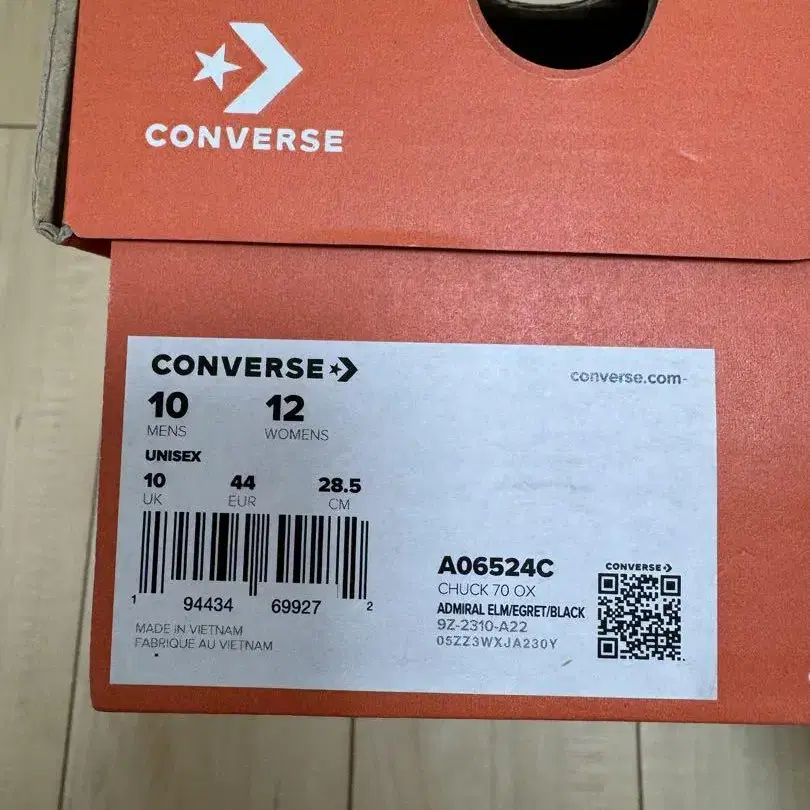 CONVERSE
CONVERSE
converse.com
10 12
MENS WOMENS
UNISEX
10 44 28.5
UK EUR CM
1 94434 69927 2
MADE IN VIETNAM
FABRIQUE AU VIETNAM
A06524C
CHUCK 70 OX
ADMIRAL ELM/EGRET/BLACK
9Z-2310-A22
05ZZ3WXJA230Y
CONVERSE